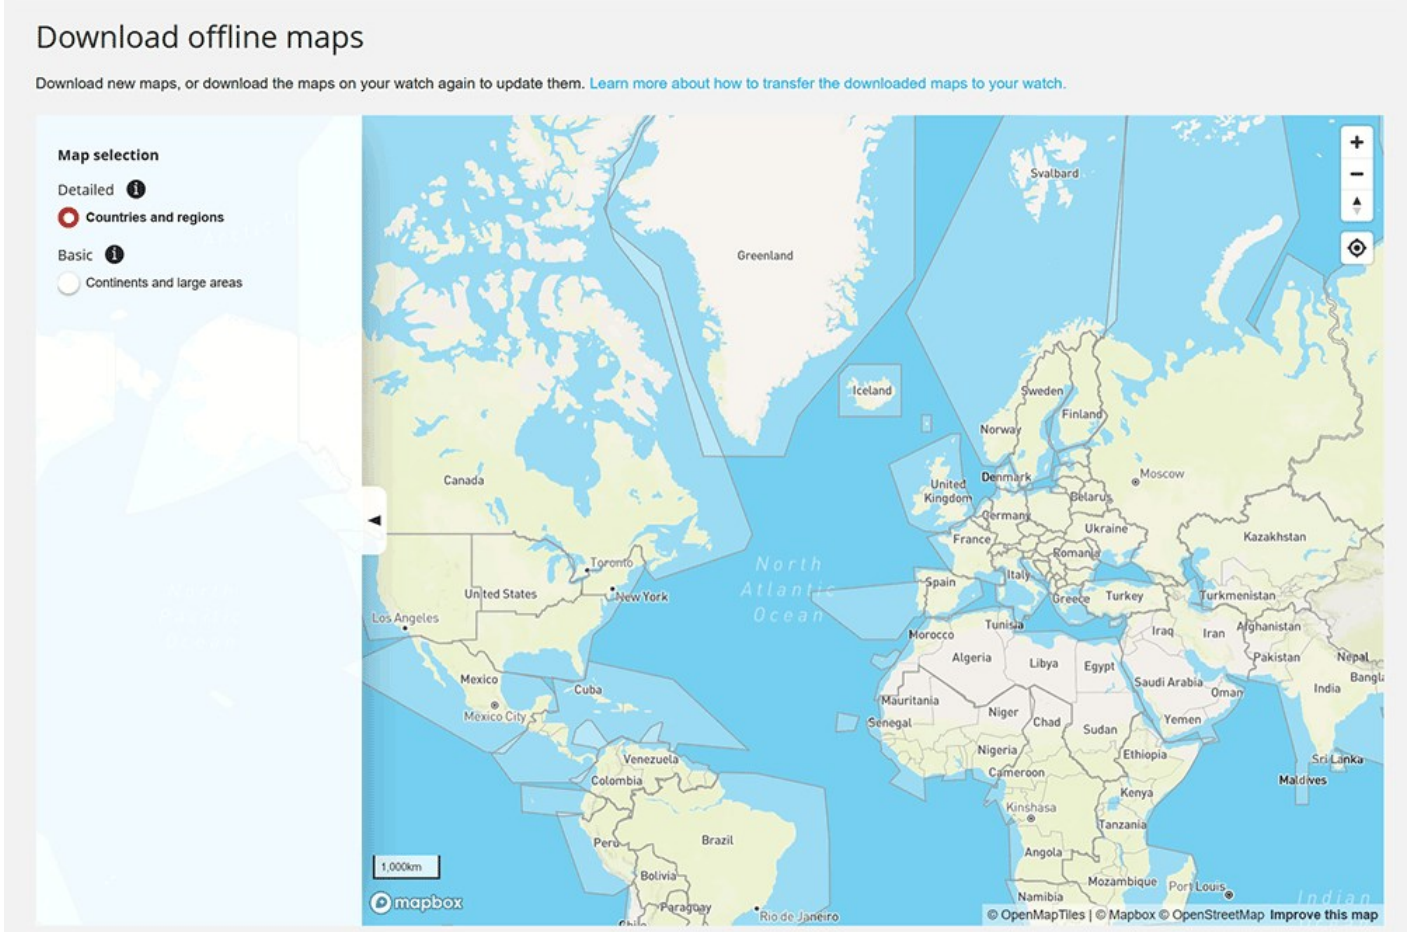 Download offline maps
Download new maps, or download the maps on your watch again to update them. Learn more about how to transfer the downloaded maps to your watch.
Map selection
Detailed
Countries and regions
Basic
Continents and large areas
Svalbard
Greenland
Iceland
Sweden
Finland
Norway
Canada
Moscow
United
Kingdom
Denmark
Belarus
Germany
Ukraine
France
Kazakhstan
Romania
Toronto
North
Atlantic
Ocean
Italy
Spain
United States
New York
Greece
Turkey
Turkmenistan
Los Angeles
Tunisia
Morocco
Iraq
Iran
Afghanistan
Algeria
Libya
Egypt
Pakistan
Nepal
Bangla
Mexico
Cuba
Saudi Arabia
Oman
India
Mauritania
Mexico City
Niger
Chad
Sudan
Yemen
Senegal
Nigeria
Ethiopia
Venezuela
Sri Lanka
Colombia
Cameroon
Maldives
Kenya
Kinshasa
Tanzania
Peru
Brazil
Angola
1,000km
Bolivia
Mozambique
Port Louis
Namibia
Indian
mapbox
Paraguay
Rio de Janeiro
© OpenMapTiles | © Mapbox © OpenStreetMap Improve this map